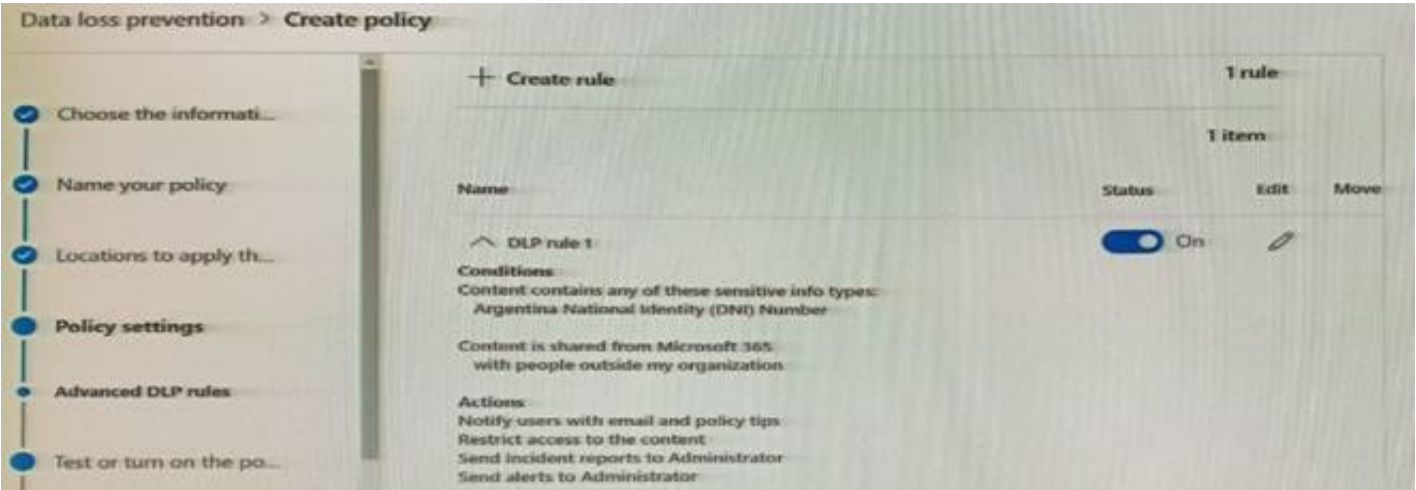 Data loss prevention > Create policy
+ Create rule
1 rule
1 item
Choose the informati...
Name your policy
Locations to apply th...
Policy settings
Advanced DLP rules
Test or turn on the po...
Name Status Edit Move
DLP rule 1 On
Conditions
Content contains any of these sensitive info types:
Argentina National Identity (DNI) Number
Content is shared from Microsoft 365
with people outside my organization
Actions
Notify users with email and policy tips
Restrict access to the content
Send incident reports to Administrator
Send alerts to Administrator